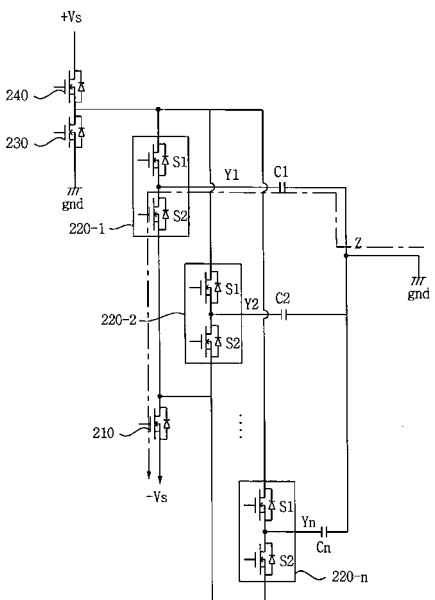 +Vs
240
230
gnd
S1
Y1
C1
S2
220-1
Z
gnd
S1
Y2
C2
220-2
S2
210
-Vs
S1
Yn
Cn
S2
220-n